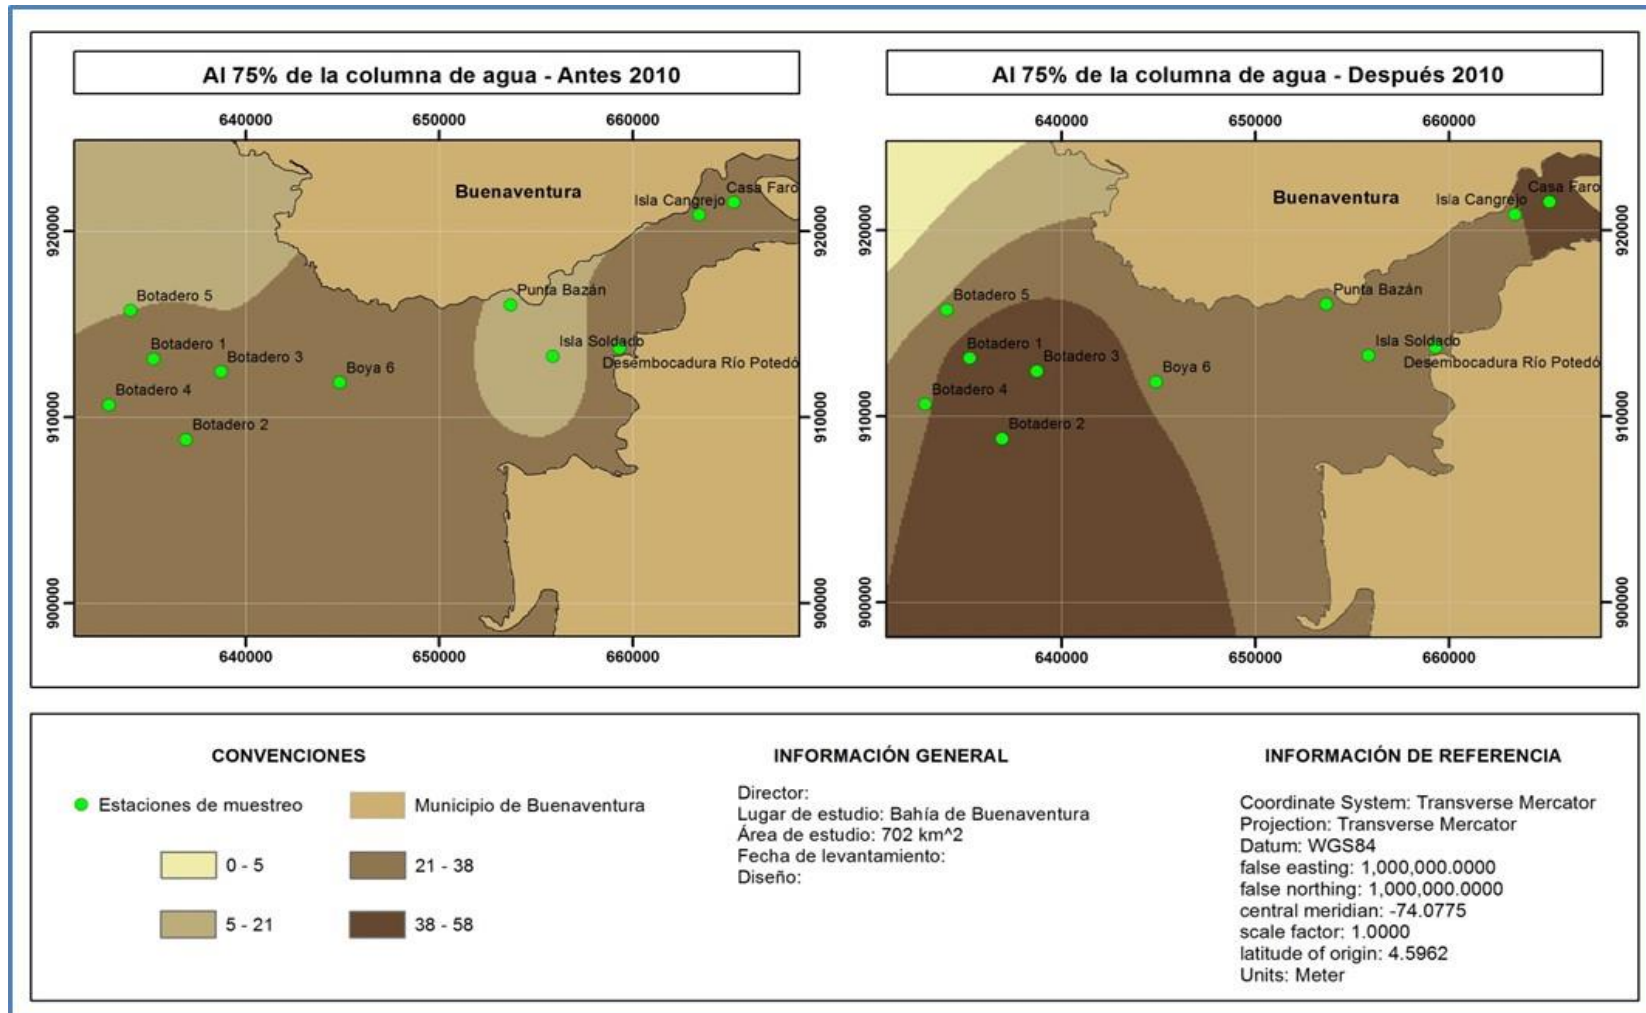 Al 75% de la columna de agua - Antes 2010
640000 650000 660000
920000 920000
910000 910000
900000 900000
Buenaventura
Casa Faro
Isla Cangrejo
Botadero 5
Punta Bazán
Botadero 1
Botadero 3
Isla Soldado
Boya 6
Desembocadura Río Potedó
Botadero 4
Botadero 2
640000 650000 660000
Al 75% de la columna de agua - Después 2010
640000 650000 660000
920000 920000
910000 910000
900000 900000
Buenaventura
Casa Faro
Isla Cangrejo
Botadero 5
Punta Bazán
Botadero 1
Botadero 3
Isla Soldado
Boya 6
Desembocadura Río Potedó
Botadero 4
Botadero 2
640000 650000 660000
CONVENCIONES
Estaciones de muestreo
Municipio de Buenaventura
0 - 5
21 - 38
5 - 21
38 - 58
INFORMACIÓN GENERAL
Director:
Lugar de estudio: Bahía de Buenaventura
Área de estudio: 702 km^2
Fecha de levantamiento:
Diseño:
INFORMACIÓN DE REFERENCIA
Coordinate System: Transverse Mercator
Projection: Transverse Mercator
Datum: WGS84
false easting: 1,000,000.0000
false northing: 1,000,000.0000
central meridian: -74.0775
scale factor: 1.0000
latitude of origin: 4.5962
Units: Meter